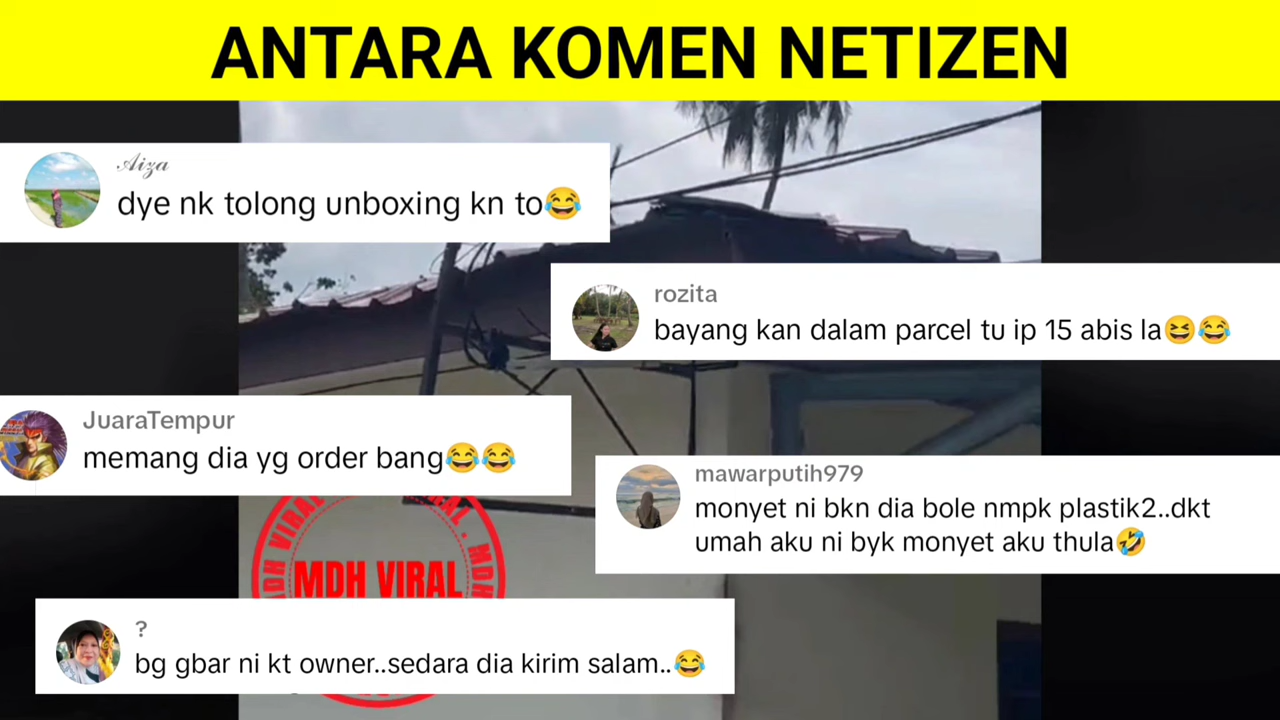 ANTARA KOMEN NETIZEN
Aiza
dye nk tolong unboxing kn to😂
rozita
bayang kan dalam parcel tu ip 15 abis la😆😂
JuaraTempur
memang dia yg order bang😂😂
mawarputih979
monyet ni bkn dia bole nmpk plastik2..dkt
umah aku ni byk monyet aku thula🤣
MDH VIRAL
?
bg gbar ni kt owner..sedara dia kirim salam..😂